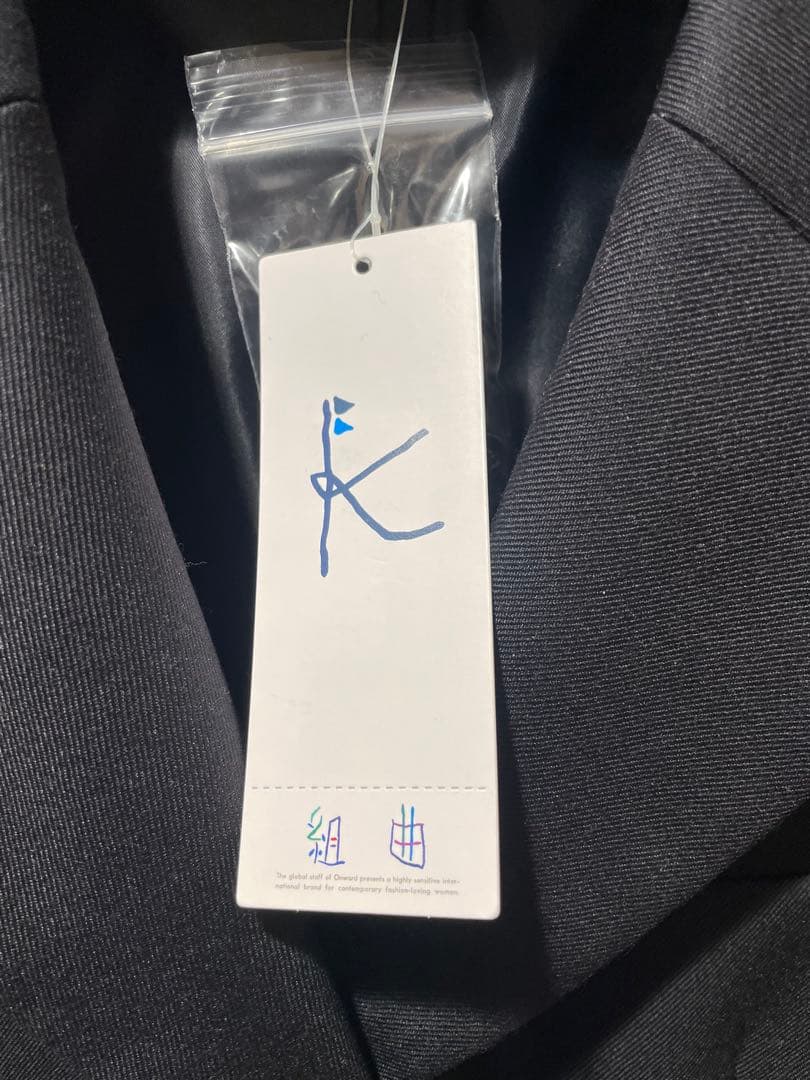 K
組曲
The global staff of Onward presents a highly sensitive inter-
national brand for contemporary fashion-loving women.